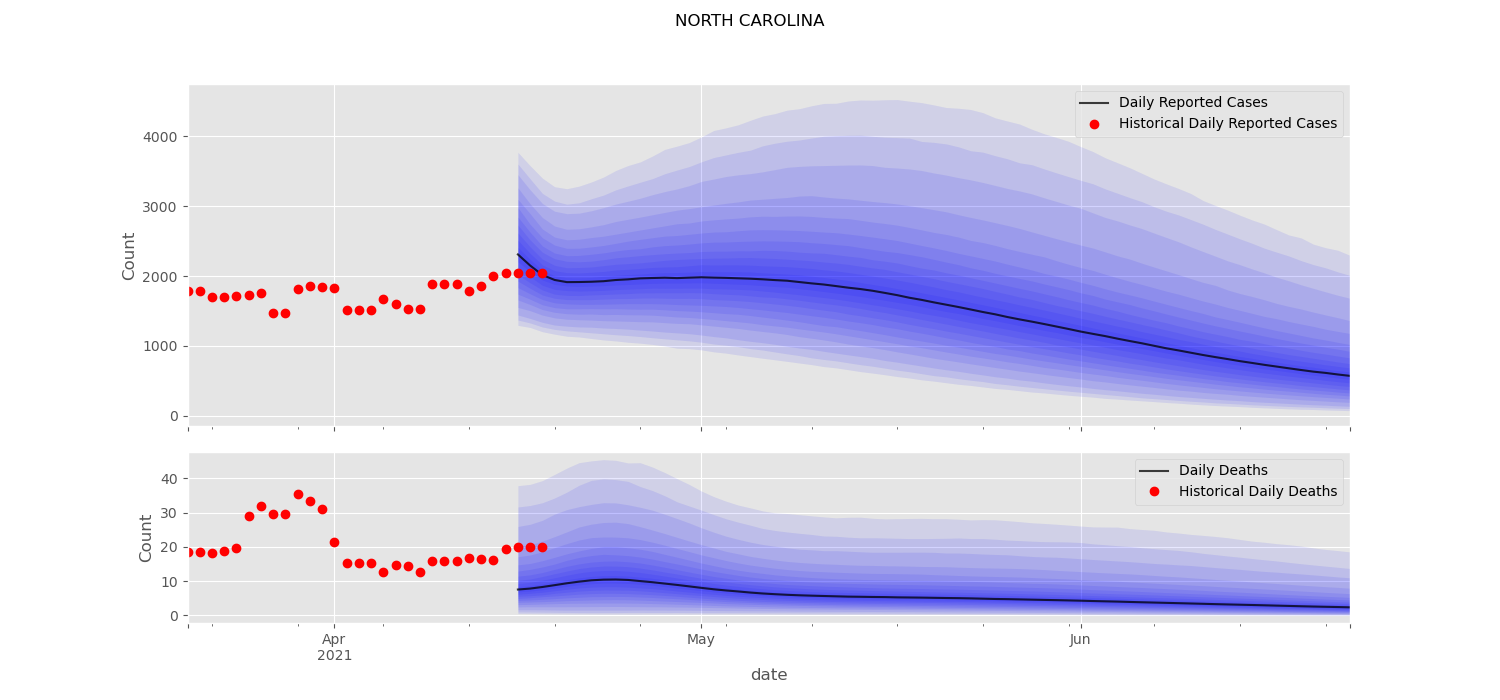 NORTH CAROLINA
Daily Reported Cases
Historical Daily Reported Cases
Count
4000
3000
2000
1000
0
Daily Deaths
Historical Daily Deaths
Count
40
30
20
10
0
Apr
2021
May
Jun
date